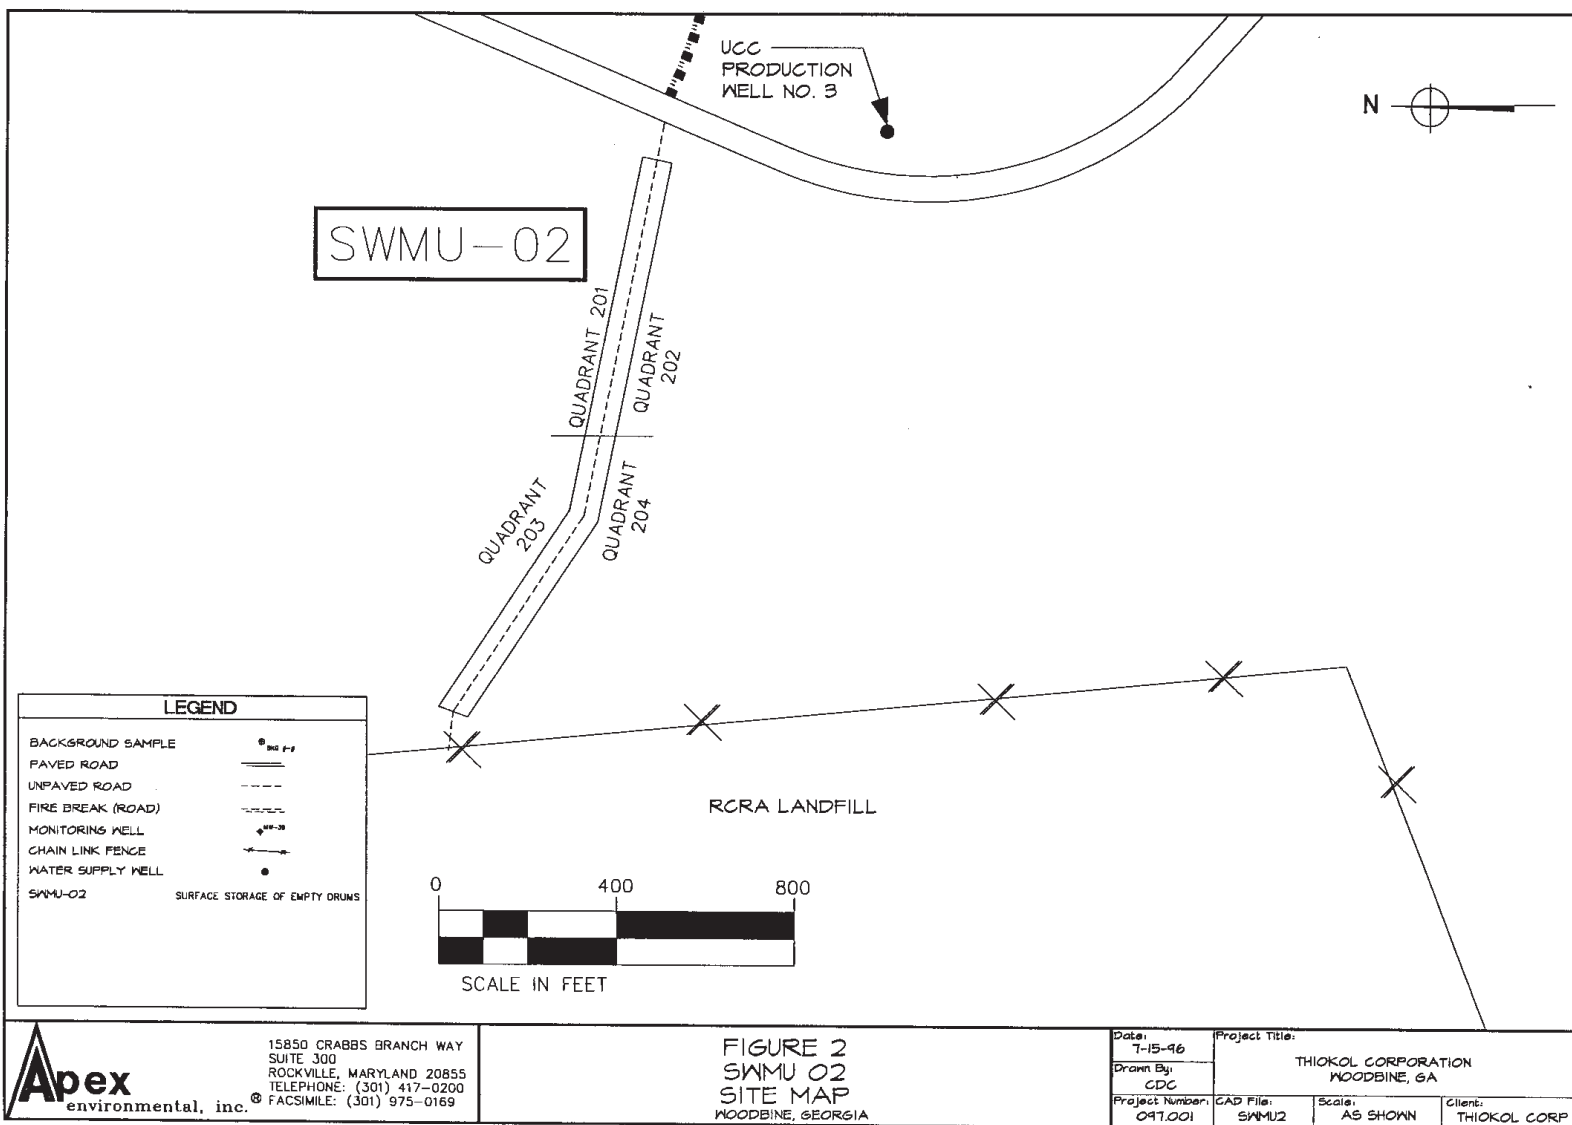 UCC
PRODUCTION
WELL NO. 3
N
SWMU-02
QUADRANT 201
QUADRANT
202
QUADRANT
203
QUADRANT
204
LEGEND
BACKGROUND SAMPLE
PAVED ROAD
UNPAVED ROAD
FIRE BREAK (ROAD)
MONITORING WELL
CHAIN LINK FENCE
WATER SUPPLY WELL
SWMU-02 SURFACE STORAGE OF EMPTY DRUMS
RCRA LANDFILL
0 400 800
SCALE IN FEET
Apex
environmental, inc.®
15850 CRABBS BRANCH WAY
SUITE 300
ROCKVILLE, MARYLAND 20855
TELEPHONE: (301) 417-0200
FACSIMILE: (301) 975-0169
FIGURE 2
SWMU 02
SITE MAP
WOODBINE, GEORGIA
Date:
7-15-96
Drawn By:
CDC
Project Number:
097.001
Project Title:
THIOKOL CORPORATION
WOODBINE, GA
CAD File:
SWMU2
Scale:
AS SHOWN
Client:
THIOKOL CORP